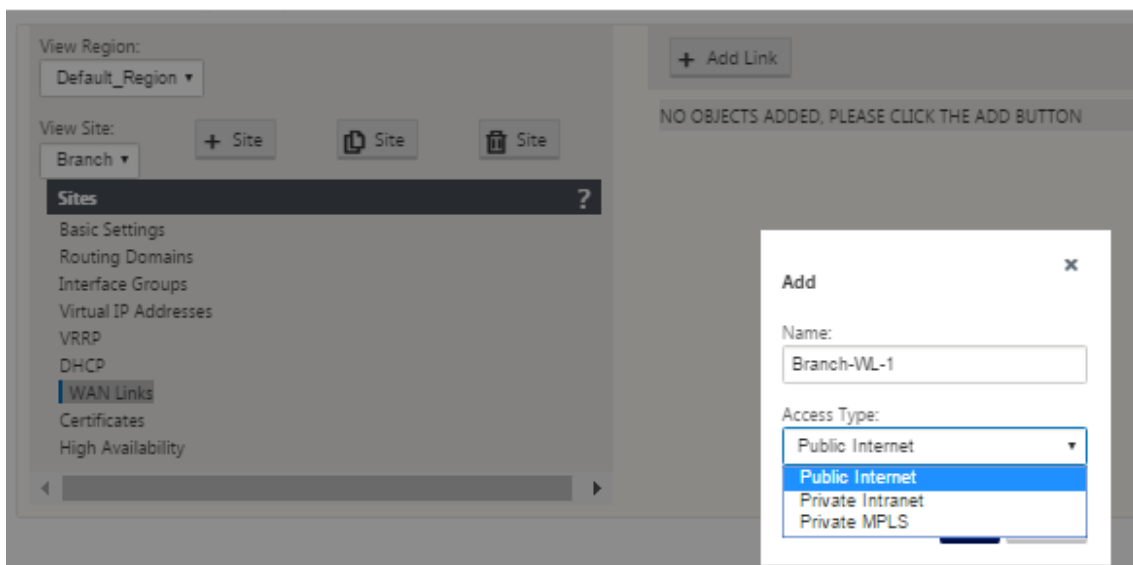 View Region:
Default_Region
View Site:
Branch
+ Site
Site
Site
Sites ?
Basic Settings
Routing Domains
Interface Groups
Virtual IP Addresses
VRRP
DHCP
WAN Links
Certificates
High Availability
+ Add Link
NO OBJECTS ADDED, PLEASE CLICK THE ADD BUTTON
Add
Name:
Branch-WL-1
Access Type:
Public Internet
Public Internet
Private Intranet
Private MPLS